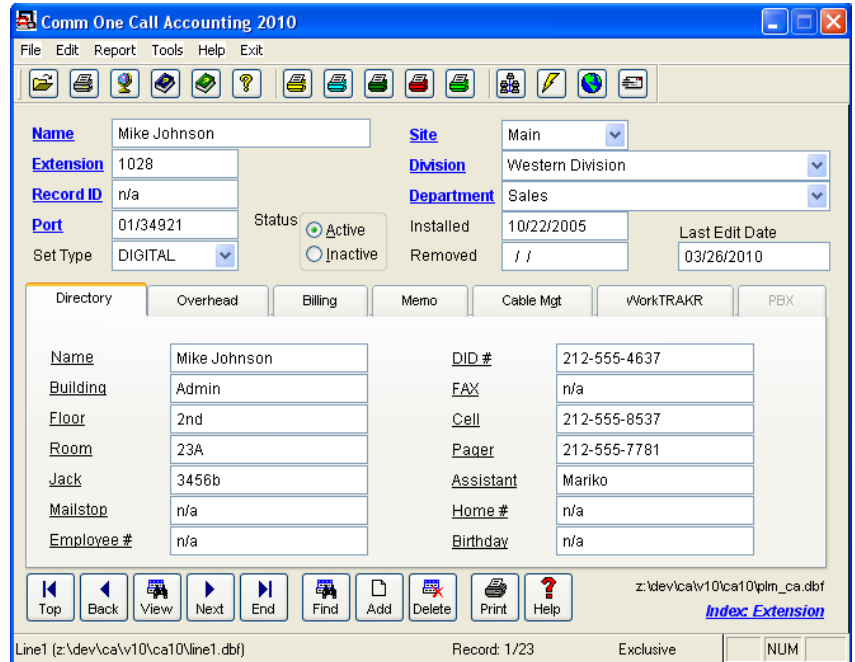 Comm One Call Accounting 2010
File Edit Report Tools Help Exit
Name Mike Johnson Site Main
Extension 1028 Division Western Division
Record ID n/a Department Sales
Port 01/34921 Status Active Installed 10/22/2005 Last Edit Date
Set Type DIGITAL Inactive Removed / / 03/26/2010
Directory Overhead Billing Memo Cable Mgt WorkTRAKR PBX
Name Mike Johnson DID # 212-555-4637
Building Admin FAX n/a
Floor 2nd Cell 212-555-8537
Room 23A Pager 212-555-7781
Jack 3456b Assistant Mariko
Mailstop n/a Home # n/a
Employee # n/a Birthday n/a
Top Back View Next End Find Add Delete Print Help z:\dev\ca\v10\ca10\plm_ca.dbf
Index: Extension
Line1 (z:\dev\ca\v10\ca10\line1.dbf) Record: 1/23 Exclusive NUM